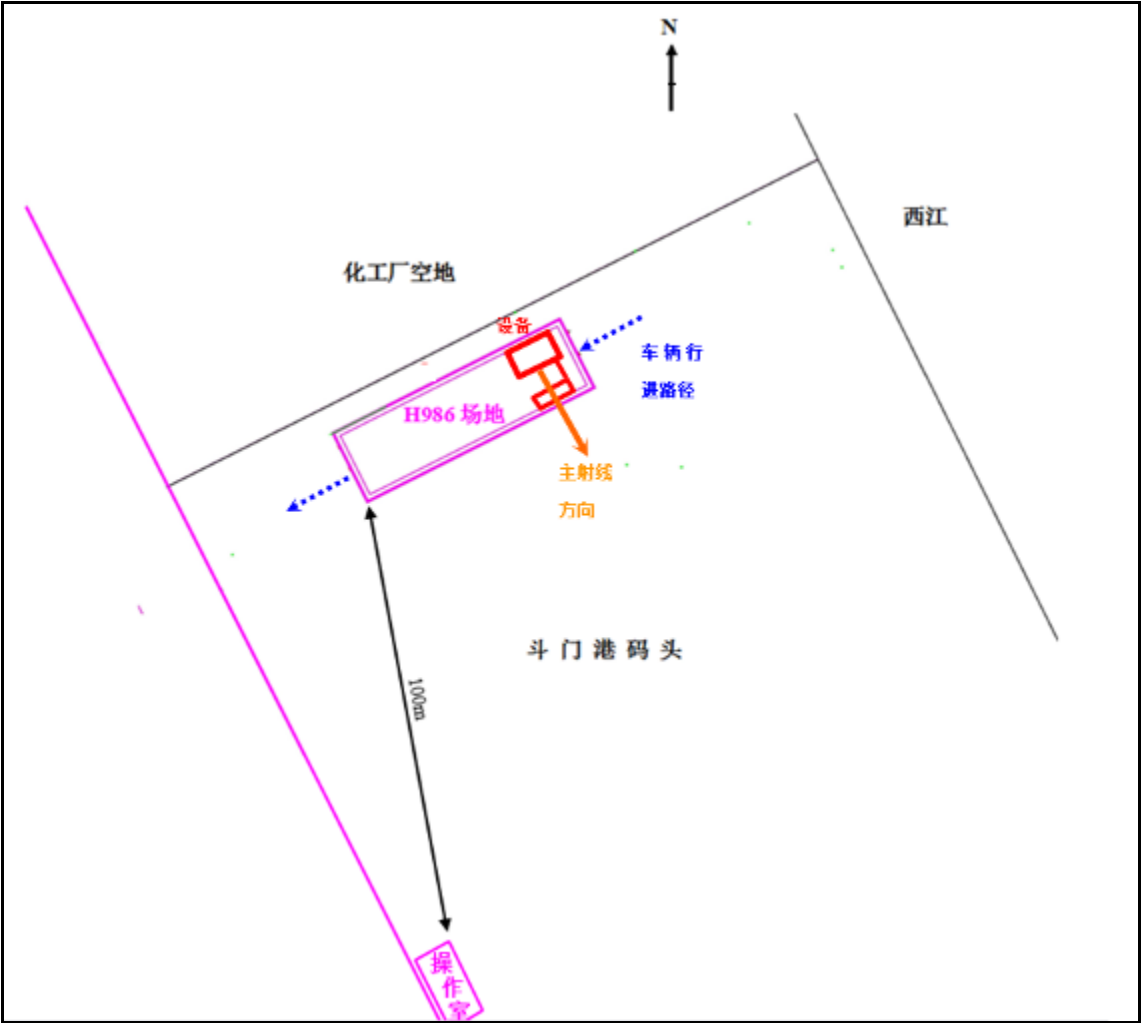 N
西江
化工厂空地
设备
车辆行
进路径
H986 场地
主射线
方向
斗门港码头
100m
操
作
室